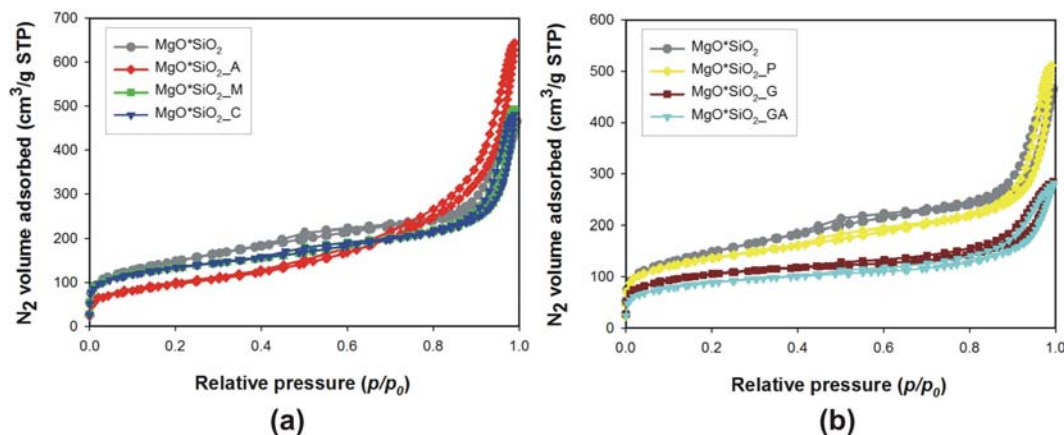 700
600
500
400
300
200
100
0
N₂ volume adsorbed (cm³/g STP)
MgO*SiO₂
MgO*SiO₂_A
MgO*SiO₂_M
MgO*SiO₂_C
0.0 0.2 0.4 0.6 0.8 1.0
Relative pressure (p/p₀)
(a)
600
500
400
300
200
100
0
N₂ volume adsorbed (cm³/g STP)
MgO*SiO₂
MgO*SiO₂_P
MgO*SiO₂_G
MgO*SiO₂_GA
0.0 0.2 0.4 0.6 0.8 1.0
Relative pressure (p/p₀)
(b)